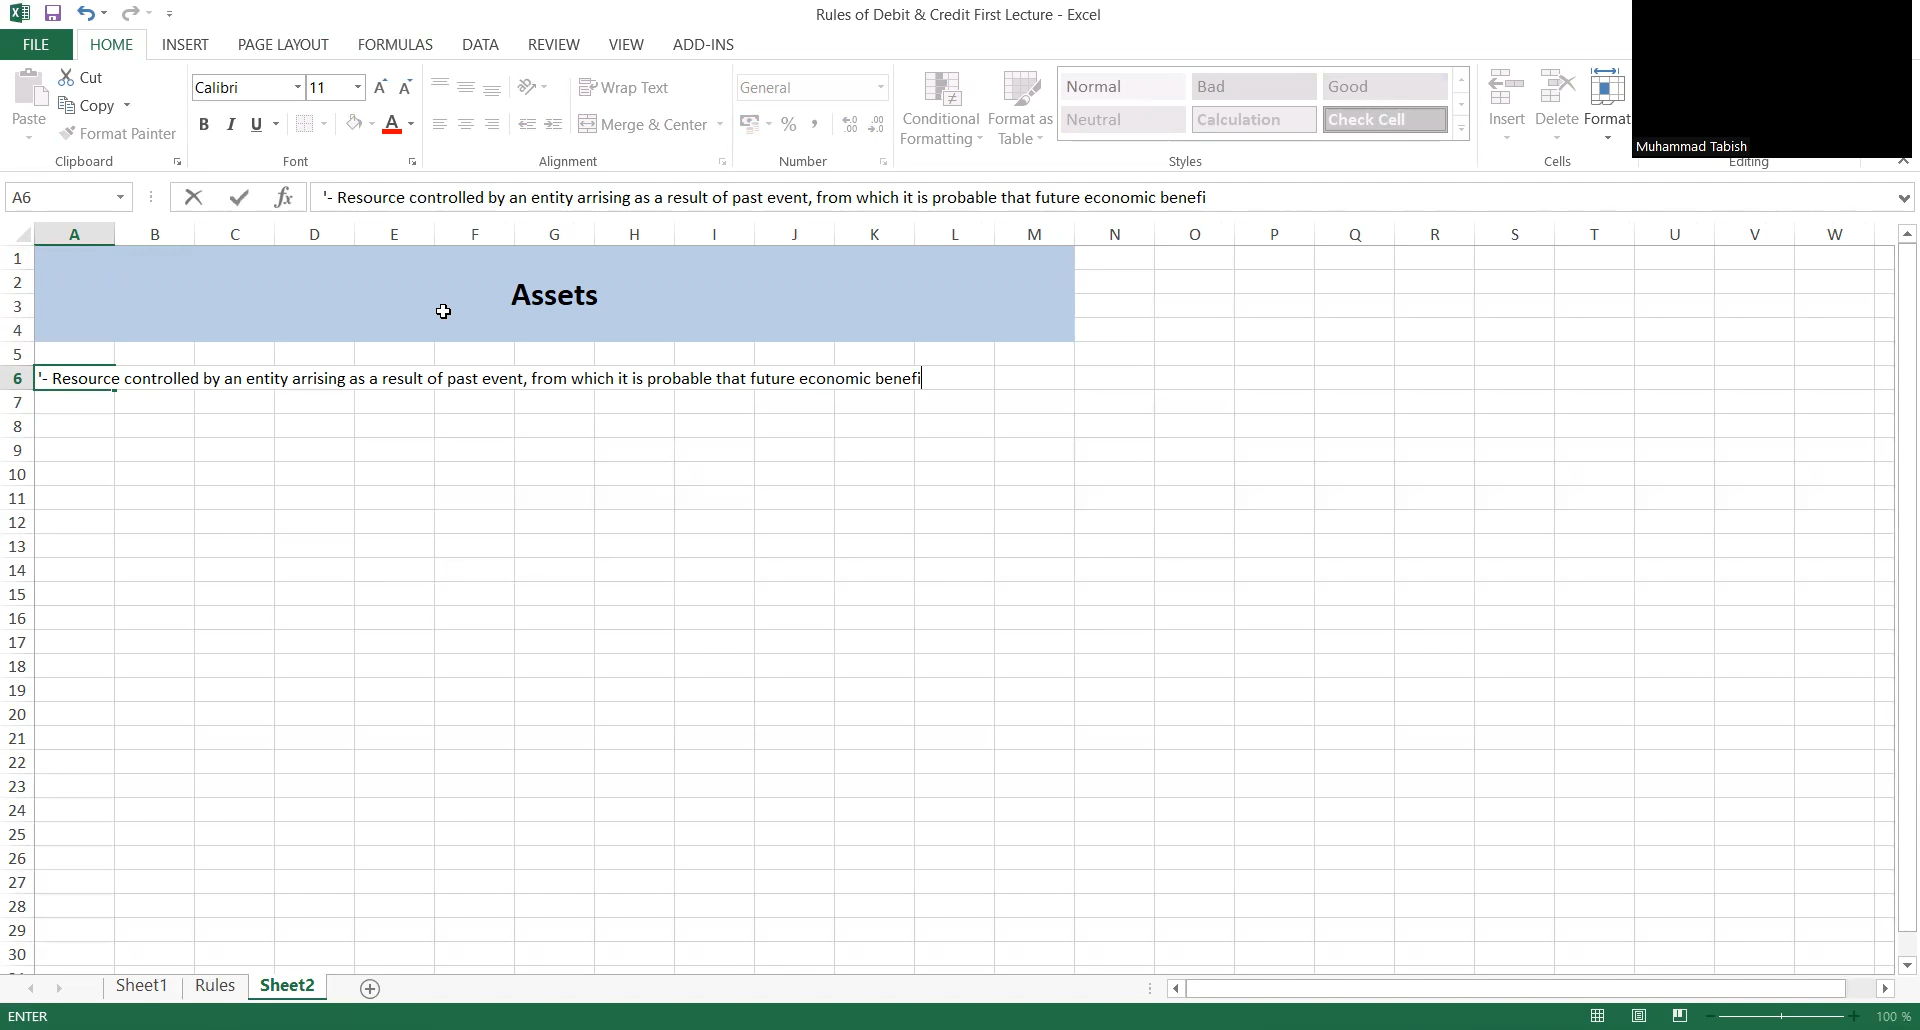 Rules of Debit & Credit First Lecture - Excel
FILE HOME INSERT PAGE LAYOUT FORMULAS DATA REVIEW VIEW ADD-INS
Paste
Cut
Copy
Format Painter
Clipboard
Calibri 11
B I U
Font
Wrap Text
Merge & Center
Alignment
General
%
Number
Conditional Formatting
Format as Table
Normal Bad Good
Neutral Calculation Check Cell
Styles
Insert Delete Format
Cells
Editing
Muhammad Tabish
A6 fx '- Resource controlled by an entity arrising as a result of past event, from which it is probable that future economic benefi
A B C D E F G H I J K L M N O P Q R S T U V W
1
2
Assets
3
4
5
6 '- Resource controlled by an entity arrising as a result of past event, from which it is probable that future economic benefi
7
8
9
10
11
12
13
14
15
16
17
18
19
20
21
22
23
24
25
26
27
28
29
30
Sheet1 Rules Sheet2
ENTER 100 %